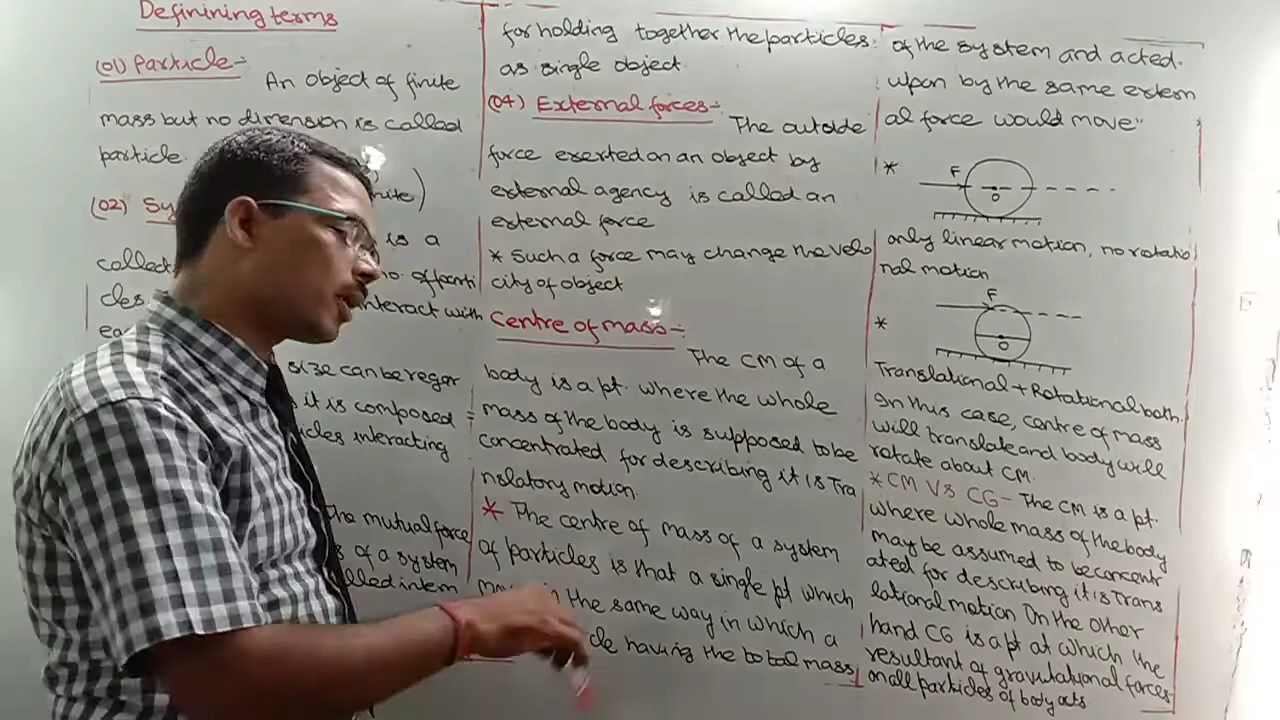 Definining terms
(01) Particle:-
An object of finite
mass but no dimension is called
particle.
nite)
(02) Sy
is a
collect
no. of parti
cles
interact with
ea
size can be regar
it is composed
cles interacting
The mutual force
s of a system
alled intern
for holding together the particles
as single object
(04) External forces:-
The outside
force exerted on an object by
external agency is called an
external force
* Such a force may change the velo
city of object
Centre of mass:-
The CM of a
body is a pt. where the whole
mass of the body is supposed to be
concentrated for describing it is Tra
nslatory motion.
* The centre of mass of a system
of particles is that a single pt which
the same way in which a
cle having the total mass
of the system and acted
upon by the same extern
al force would move"
*
F
O
only linear motion, no rotatio
nal motion
F
*
O
Translational + Rotational both.
In this case, centre of mass
will translate and body will
rotate about CM.
* CM Vs CG - The CM is a pt.
where whole mass of the body
may be assumed to be concentr
ated for describing it is Trans
lational motion On the other
hand CG is a pt at which the
resultant of gravitational forces
on all particles of body acts